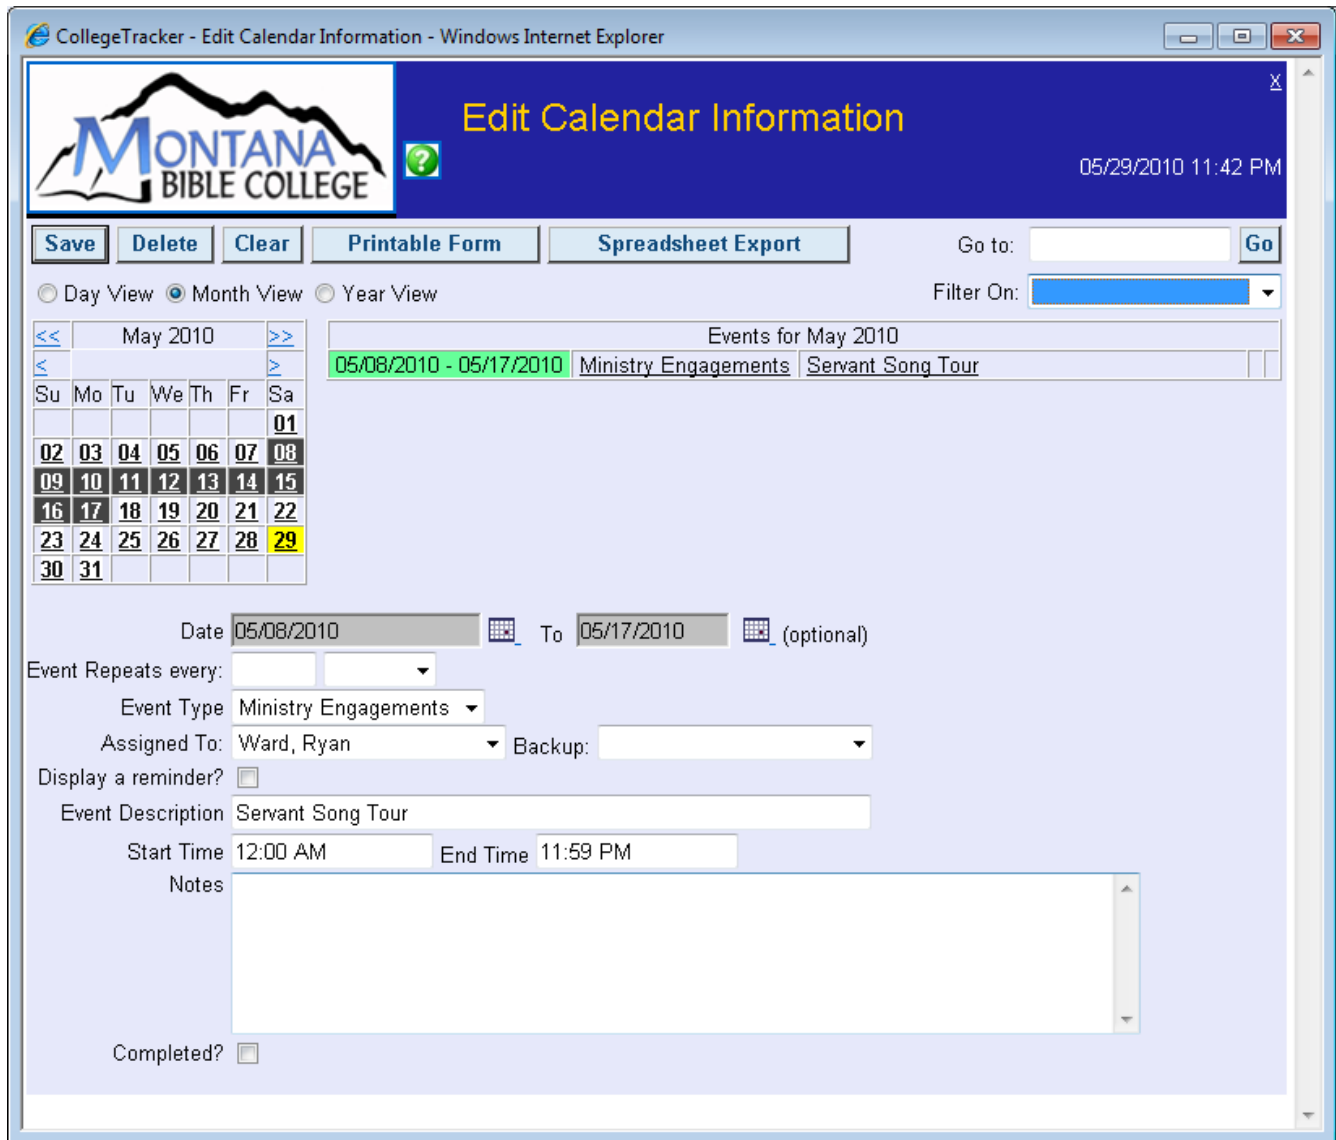 CollegeTracker - Edit Calendar Information - Windows Internet Explorer
MONTANA
BIBLE COLLEGE
?
Edit Calendar Information
X
05/29/2010 11:42 PM
Save Delete Clear Printable Form Spreadsheet Export Go to: Go
Day View Month View Year View Filter On:
<< May 2010 >>
< >
Su Mo Tu We Th Fr Sa
01
02 03 04 05 06 07 08
09 10 11 12 13 14 15
16 17 18 19 20 21 22
23 24 25 26 27 28 29
30 31
Events for May 2010
05/08/2010 - 05/17/2010 Ministry Engagements Servant Song Tour
Date 05/08/2010 To 05/17/2010 (optional)
Event Repeats every:
Event Type Ministry Engagements
Assigned To: Ward, Ryan Backup:
Display a reminder?
Event Description Servant Song Tour
Start Time 12:00 AM End Time 11:59 PM
Notes
Completed?